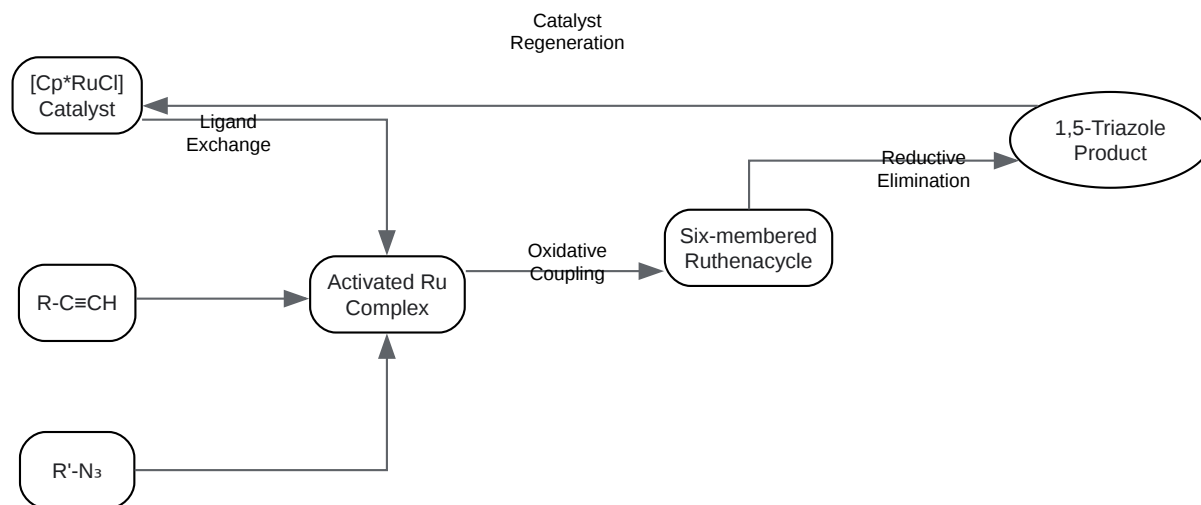 Catalyst
Regeneration
[Cp*RuCl]
Catalyst
Ligand
Exchange
1,5-Triazole
Product
Reductive
Elimination
Six-membered
Ruthenacycle
Oxidative
Coupling
Activated Ru
Complex
R-C≡CH
R'-N₃